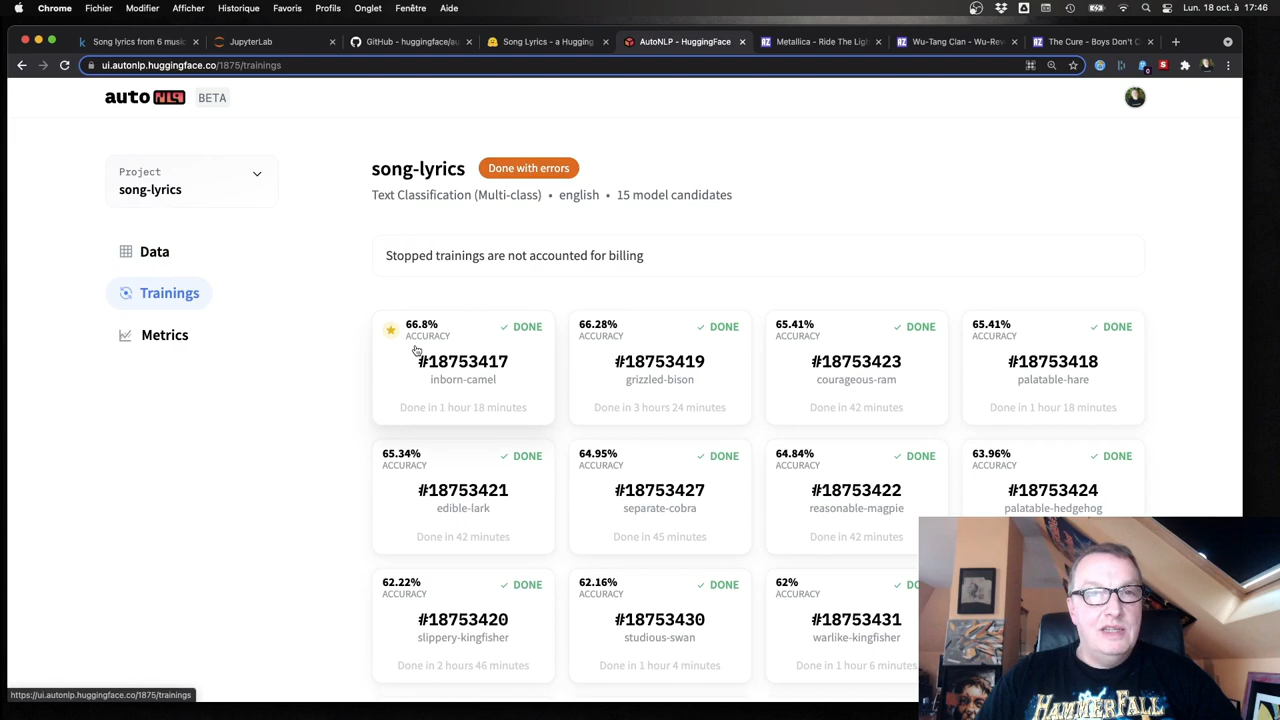 Chrome Fichier Modifier Afficher Historique Favoris Profils Onglet Fenêtre Aide Lun. 18 oct. à 17:46
Song lyrics from 6 music JupyterLab GitHub - huggingface/au Song Lyrics - a Hugging AutoNLP - HuggingFace Metallica - Ride The Ligh Wu-Tang Clan - Wu-Rev The Cure - Boys Don't C
ui.autonlp.huggingface.co/1875/trainings
auto NLP BETA
Project
song-lyrics
Data
Trainings
Metrics
song-lyrics Done with errors
Text Classification (Multi-class) • english • 15 model candidates
Stopped trainings are not accounted for billing
66.8%
ACCURACY
✓ DONE
#18753417
inborn-camel
Done in 1 hour 18 minutes
66.28%
ACCURACY
✓ DONE
#18753419
grizzled-bison
Done in 3 hours 24 minutes
65.41%
ACCURACY
✓ DONE
#18753423
courageous-ram
Done in 42 minutes
65.41%
ACCURACY
✓ DONE
#18753418
palatable-hare
Done in 1 hour 18 minutes
65.34%
ACCURACY
✓ DONE
#18753421
edible-lark
Done in 42 minutes
64.95%
ACCURACY
✓ DONE
#18753427
separate-cobra
Done in 45 minutes
64.84%
ACCURACY
✓ DONE
#18753422
reasonable-magpie
Done in 42 minutes
63.96%
ACCURACY
✓ DONE
#18753424
palatable-hedgehog
62.22%
ACCURACY
✓ DONE
#18753420
slippery-kingfisher
Done in 2 hours 46 minutes
62.16%
ACCURACY
✓ DONE
#18753430
studious-swan
Done in 1 hour 4 minutes
62%
ACCURACY
✓ DO
#18753431
warlike-kingfisher
Done in 1 hour 6 minutes
HAMMERFALL
https://ui.autonlp.huggingface.co/1875/trainings